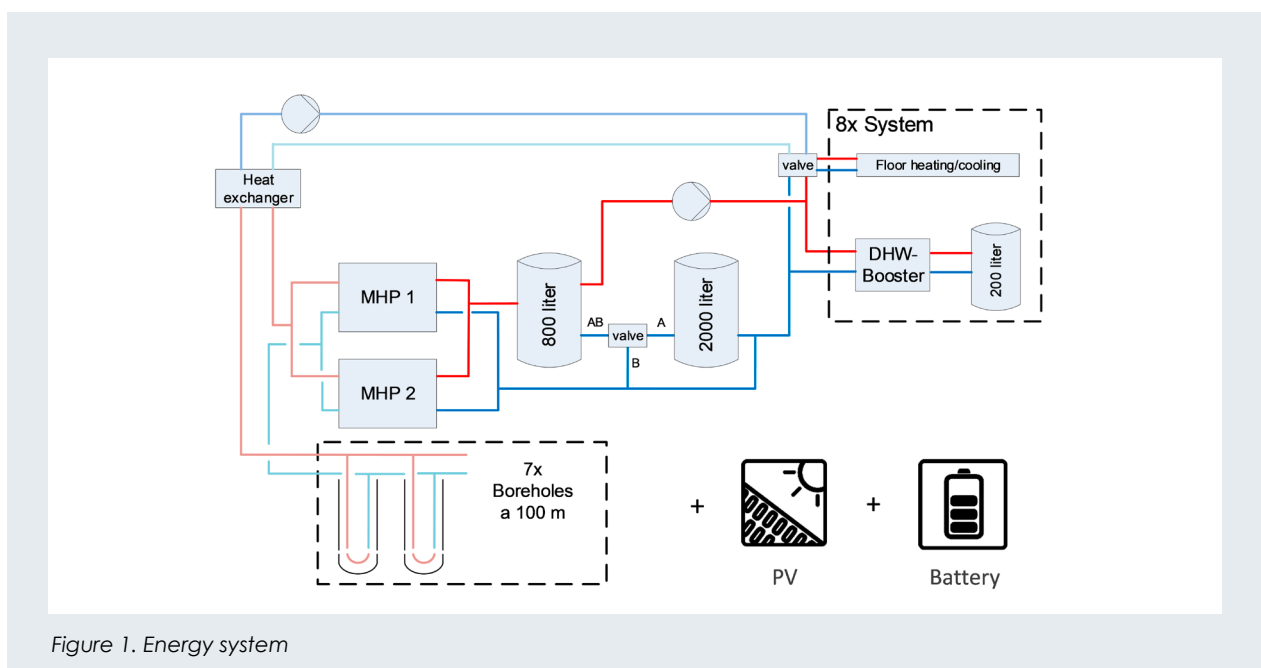 8x System
valve
Floor heating/cooling
Heat
exchanger
DHW-
Booster
200 liter
MHP 1
800 liter
AB
valve
A
2000 liter
B
MHP 2
7x
Boreholes
a 100 m
+
+
PV
Battery
Figure 1. Energy system